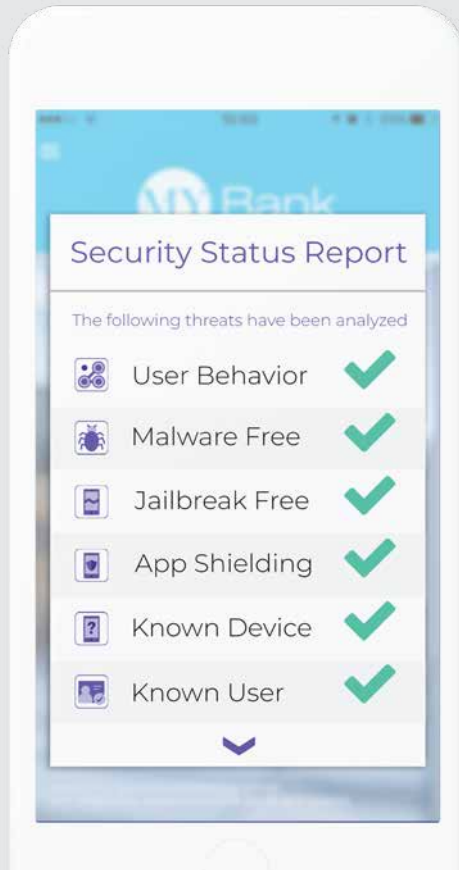 MY Bank
Security Status Report
The following threats have been analyzed
User Behavior
Malware Free
Jailbreak Free
App Shielding
?
Known Device
Known User